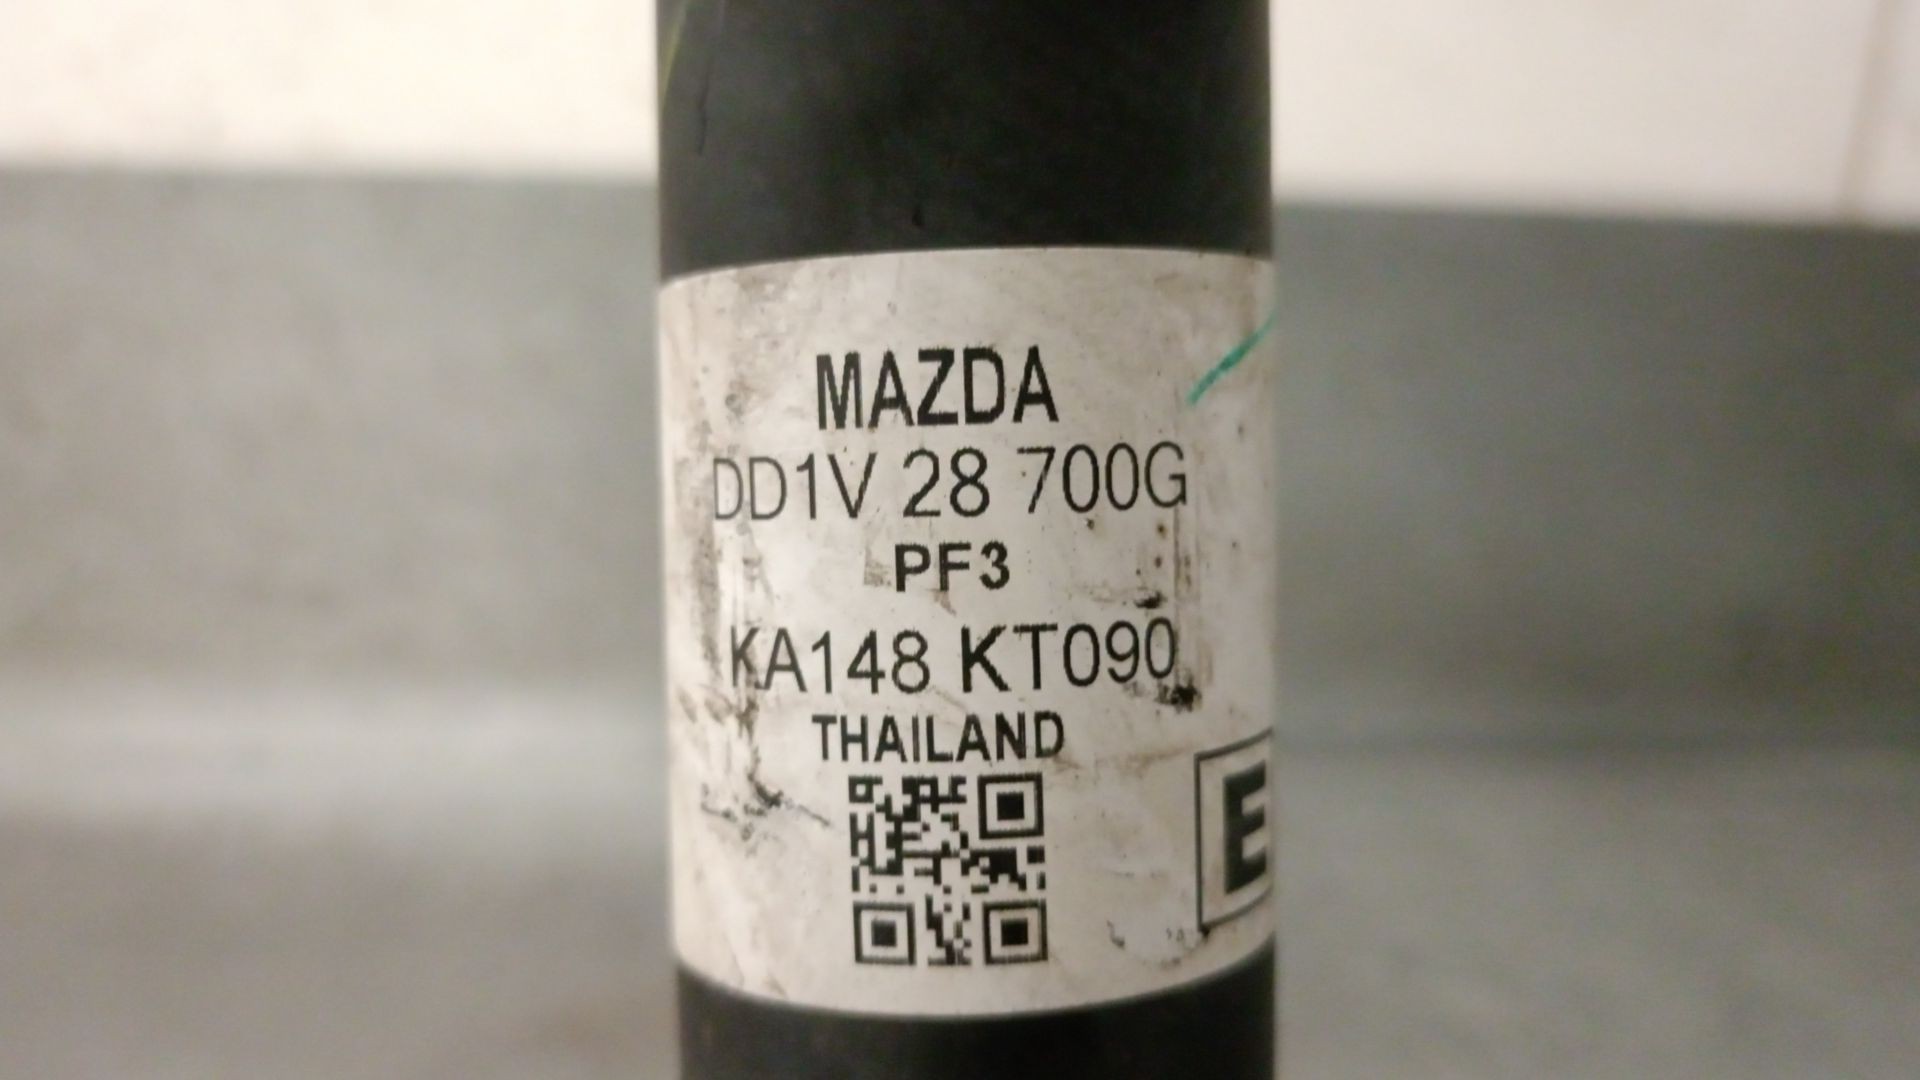 MAZDA
DD1V 28 700G
PF3
KA148 KT090
THAILAND
E